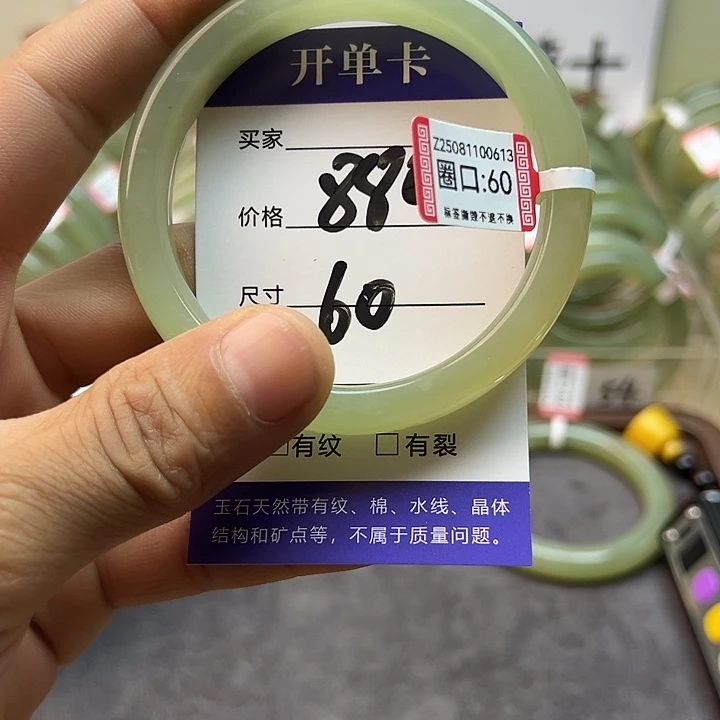 开单卡
买家
价格
Z25081100613
圈口:60
标签撕毁不退不换
尺寸 60
有纹 有裂
玉石天然带有纹、棉、水线、晶体
结构和矿点等，不属于质量问题。